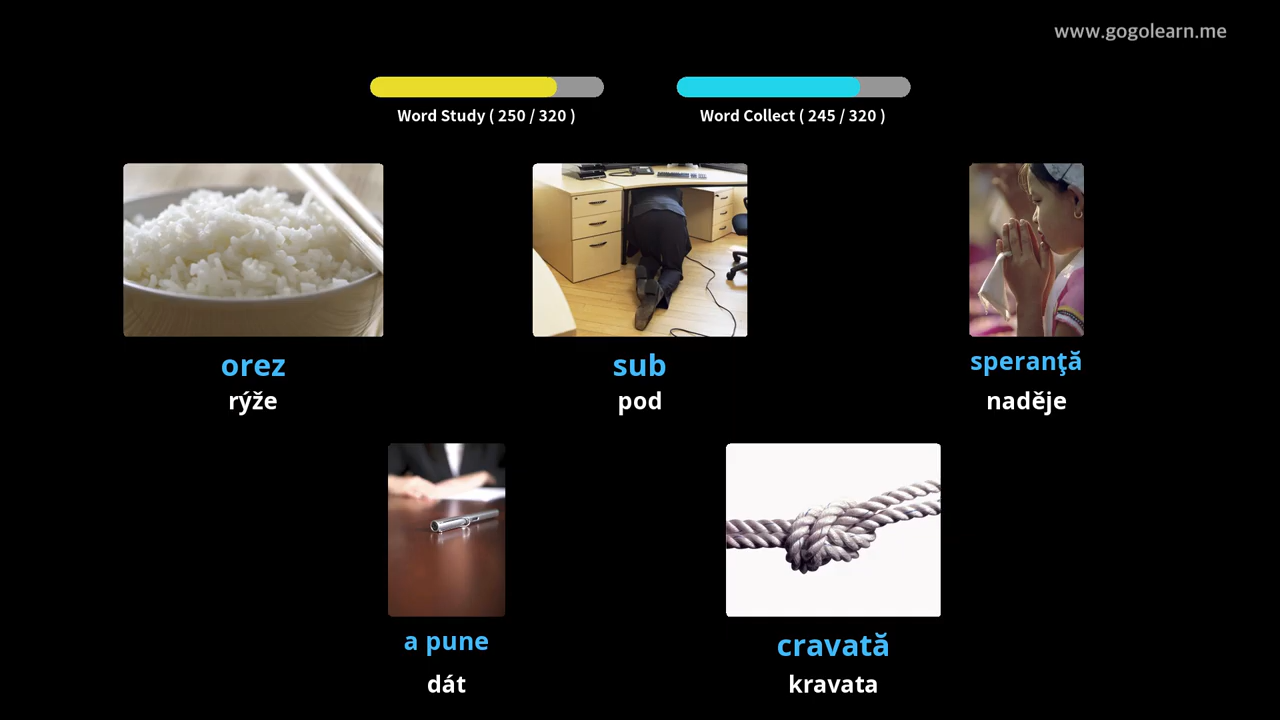 www.gogolearn.me
Word Study ( 250 / 320 )
Word Collect ( 245 / 320 )
orez
rýže
sub
pod
speranţă
naděje
a pune
dát
cravată
kravata